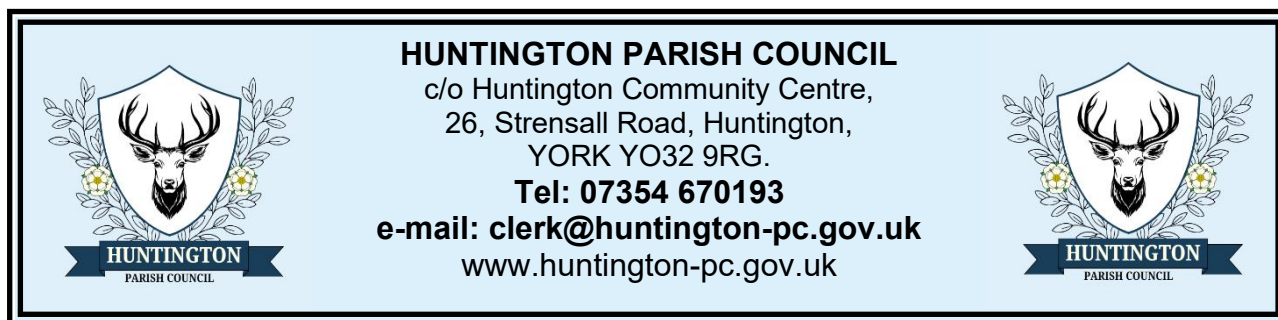 HUNTINGTON PARISH COUNCIL
c/o Huntington Community Centre,
26, Strensall Road, Huntington,
YORK YO32 9RG.
Tel: 07354 670193
e-mail: clerk@huntington-pc.gov.uk
www.huntington-pc.gov.uk
HUNTINGTON
PARISH COUNCIL
HUNTINGTON
PARISH COUNCIL